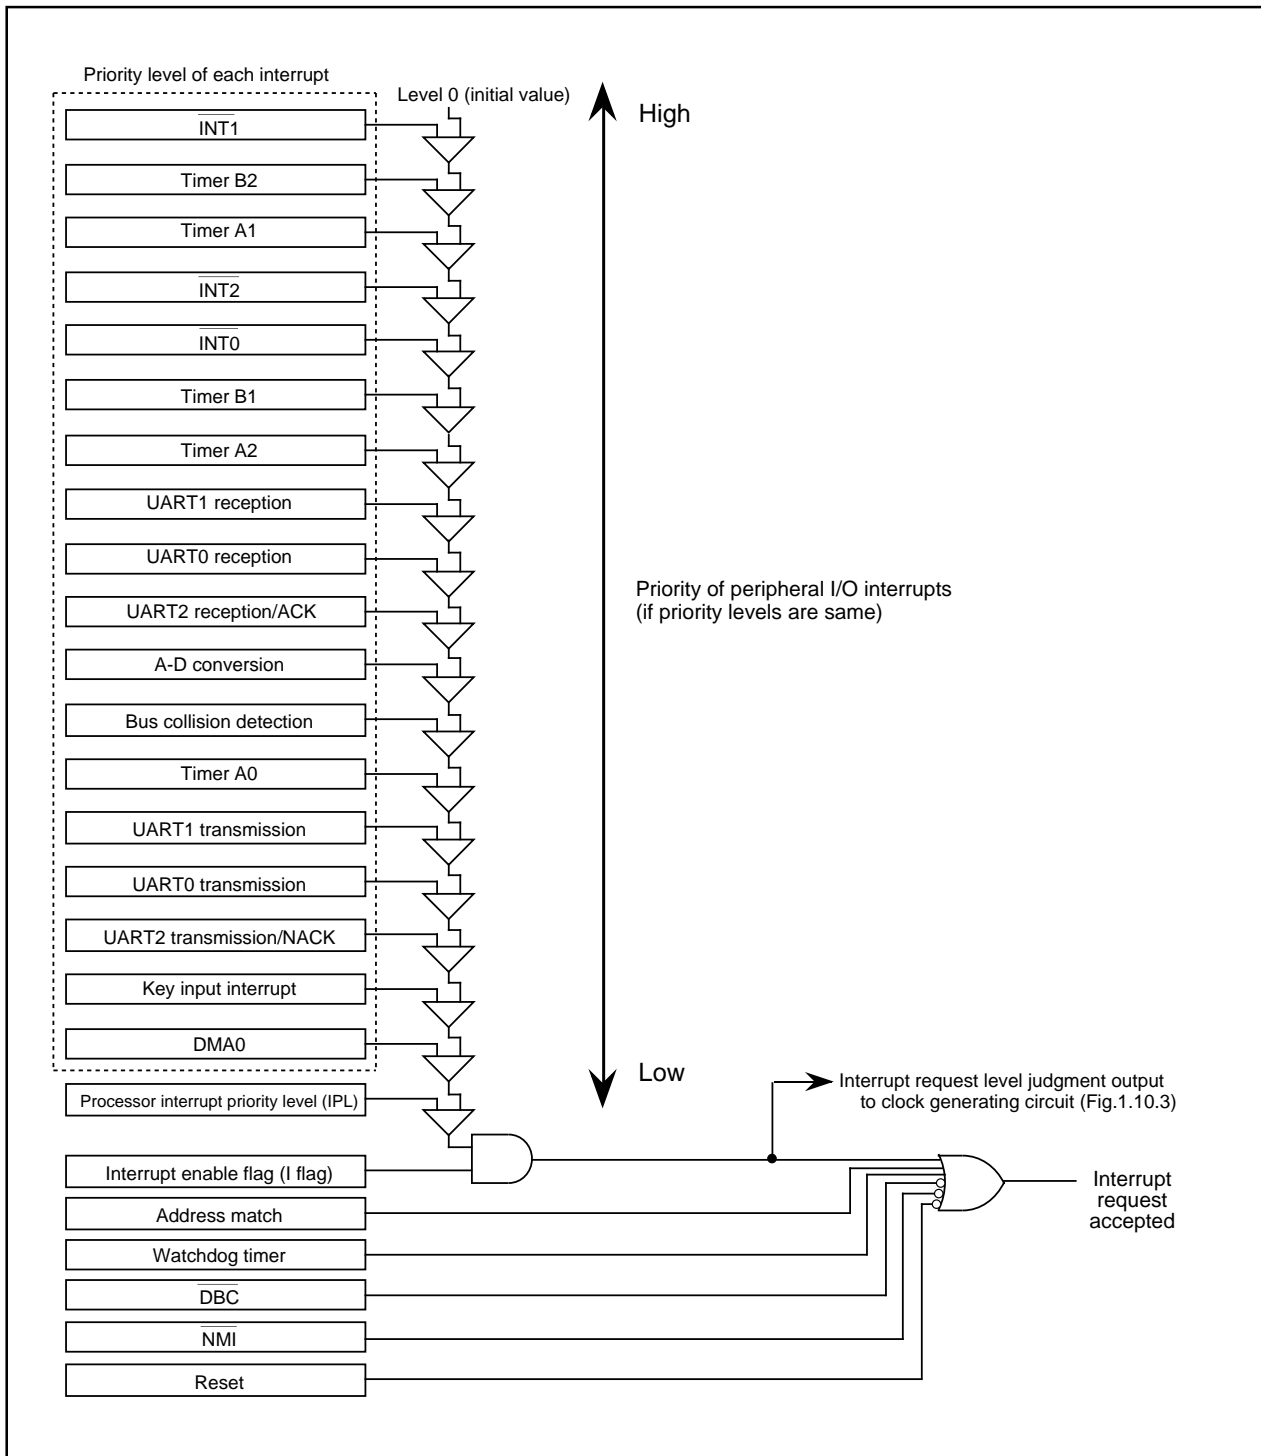 Priority level of each interrupt
Level 0 (initial value)
High
INT1
Timer B2
Timer A1
INT2
INT0
Timer B1
Timer A2
UART1 reception
UART0 reception
UART2 reception/ACK
A-D conversion
Bus collision detection
Timer A0
UART1 transmission
UART0 transmission
UART2 transmission/NACK
Key input interrupt
DMA0
Priority of peripheral I/O interrupts
(if priority levels are same)
Low
Processor interrupt priority level (IPL)
Interrupt request level judgment output
to clock generating circuit (Fig.1.10.3)
Interrupt enable flag (I flag)
Address match
Watchdog timer
DBC
NMI
Reset
Interrupt
request
accepted